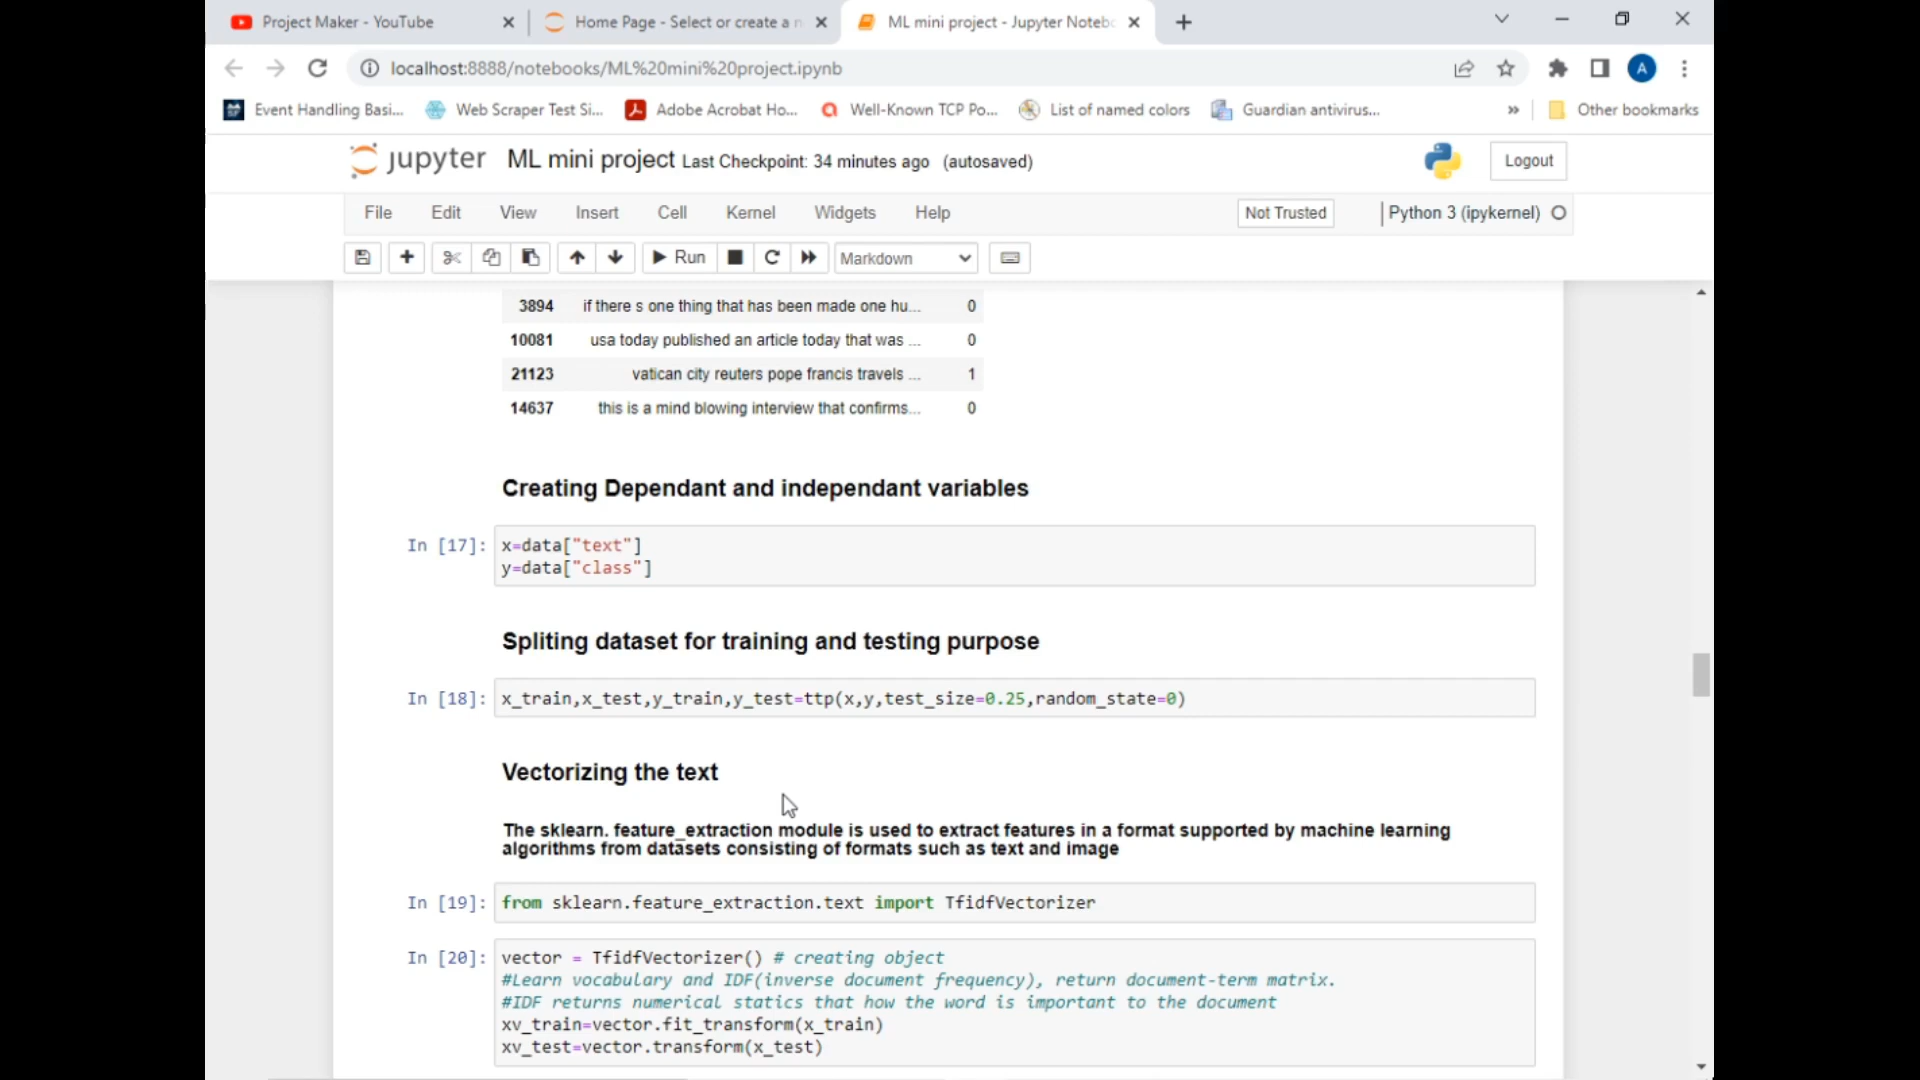 Project Maker - YouTube
Home Page - Select or create a n
ML mini project - Jupyter Notebo
localhost:8888/notebooks/ML%20mini%20project.ipynb
A
Event Handling Basi...
Web Scraper Test Si...
Adobe Acrobat Ho...
Well-Known TCP Po...
List of named colors
Guardian antivirus...
»
Other bookmarks
jupyter ML mini project Last Checkpoint: 34 minutes ago (autosaved)
Logout
File Edit View Insert Cell Kernel Widgets Help
Not Trusted
Python 3 (ipykernel)
Run
Markdown
3894 if there s one thing that has been made one hu... 0
10081 usa today published an article today that was ... 0
21123 vatican city reuters pope francis travels ... 1
14637 this is a mind blowing interview that confirms... 0
Creating Dependant and independant variables
In [17]: x=data["text"]
y=data["class"]
Spliting dataset for training and testing purpose
In [18]: x_train,x_test,y_train,y_test=ttp(x,y,test_size=0.25,random_state=0)
Vectorizing the text
The sklearn. feature_extraction module is used to extract features in a format supported by machine learning
algorithms from datasets consisting of formats such as text and image
In [19]: from sklearn.feature_extraction.text import TfidfVectorizer
In [20]: vector = TfidfVectorizer() # creating object
#Learn vocabulary and IDF(inverse document frequency), return document-term matrix.
#IDF returns numerical statics that how the word is important to the document
xv_train=vector.fit_transform(x_train)
xv_test=vector.transform(x_test)